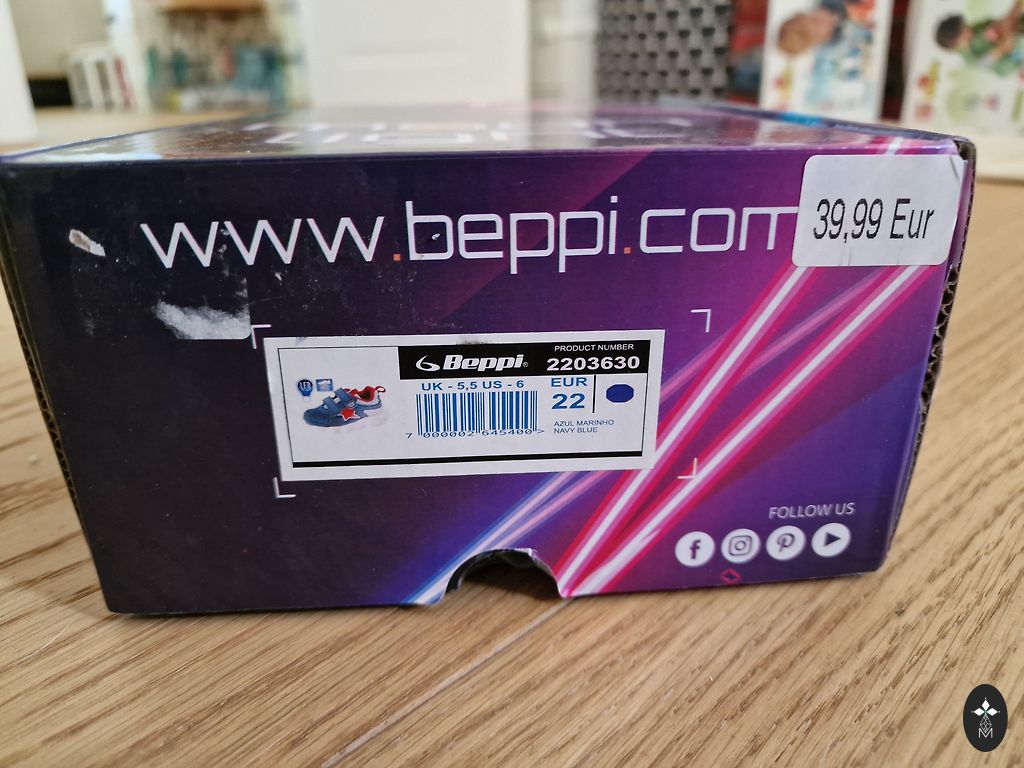 www.beppi.com
39,99 Eur
Beppi®
PRODUCT NUMBER
2203630
UK - 5,5 US - 6
EUR
22
7 000002 645400 >
AZUL MARINHO
NAVY BLUE
LED
FOLLOW US
M